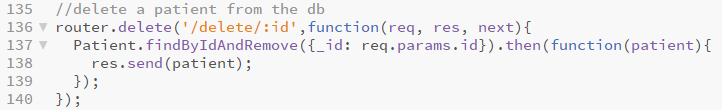 135 //delete a patient from the db
136 router.delete('/delete/:id',function(req, res, next){
137   Patient.findByIdAndRemove({_id: req.params.id}).then(function(patient){
138     res.send(patient);
139   });
140 });